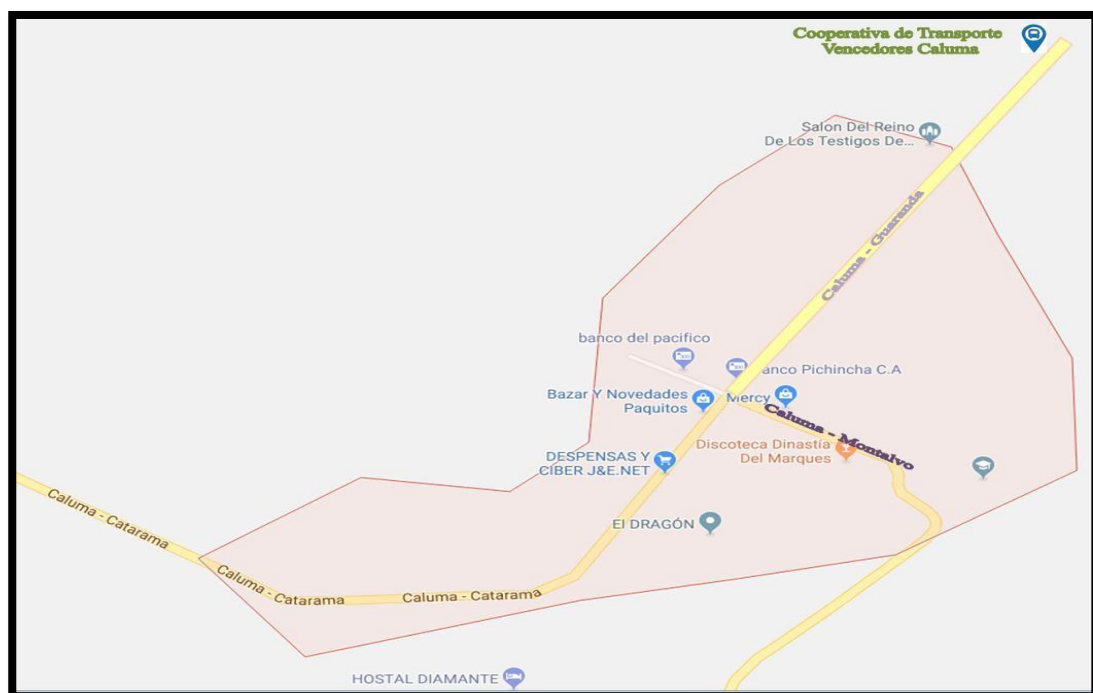 Cooperativa de Transporte
Vencedores Caluma
Salon Del Reino
De Los Testigos De...
Caluma - Guaranda
banco del pacifico
anco Pichincha C.A
Bazar Y Novedades
Paquitos
Mercy
Caluma - Montalvo
Discoteca Dinastía
Del Marques
DESPENSAS Y
CIBER J&E.NET
El DRAGÓN
Caluma - Catarama
Caluma - Catarama
Caluma - Catarama
HOSTAL DIAMANTE